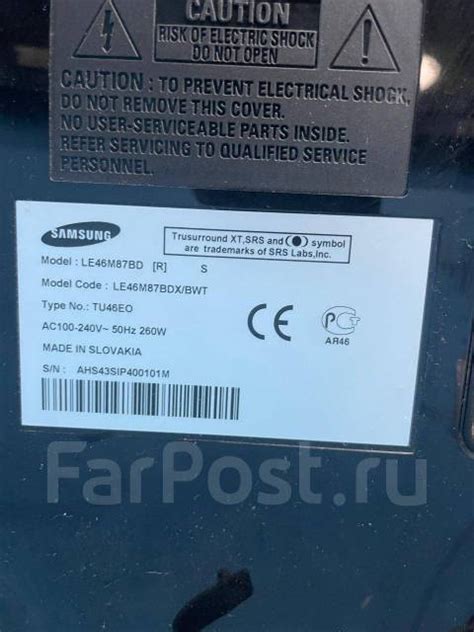 CAUTION
RISK OF ELECTRIC SHOCK
DO NOT OPEN
CAUTION : TO PREVENT ELECTRICAL SHOCK,
DO NOT REMOVE THIS COVER.
NO USER-SERVICEABLE PARTS INSIDE.
REFER SERVICING TO QUALIFIED SERVICE
PERSONNEL.
SAMSUNG
Trusurround XT,SRS and symbol
are trademarks of SRS Labs,Inc.
Model : LE46M87BD [R] S
Model Code : LE46M87BDX/BWT
Type No.: TU46EO
AC100-240V~ 50Hz 260W
MADE IN SLOVAKIA
S/N : AHS43SIP400101M
CE
PCT
АЯ46
FarPost.ru